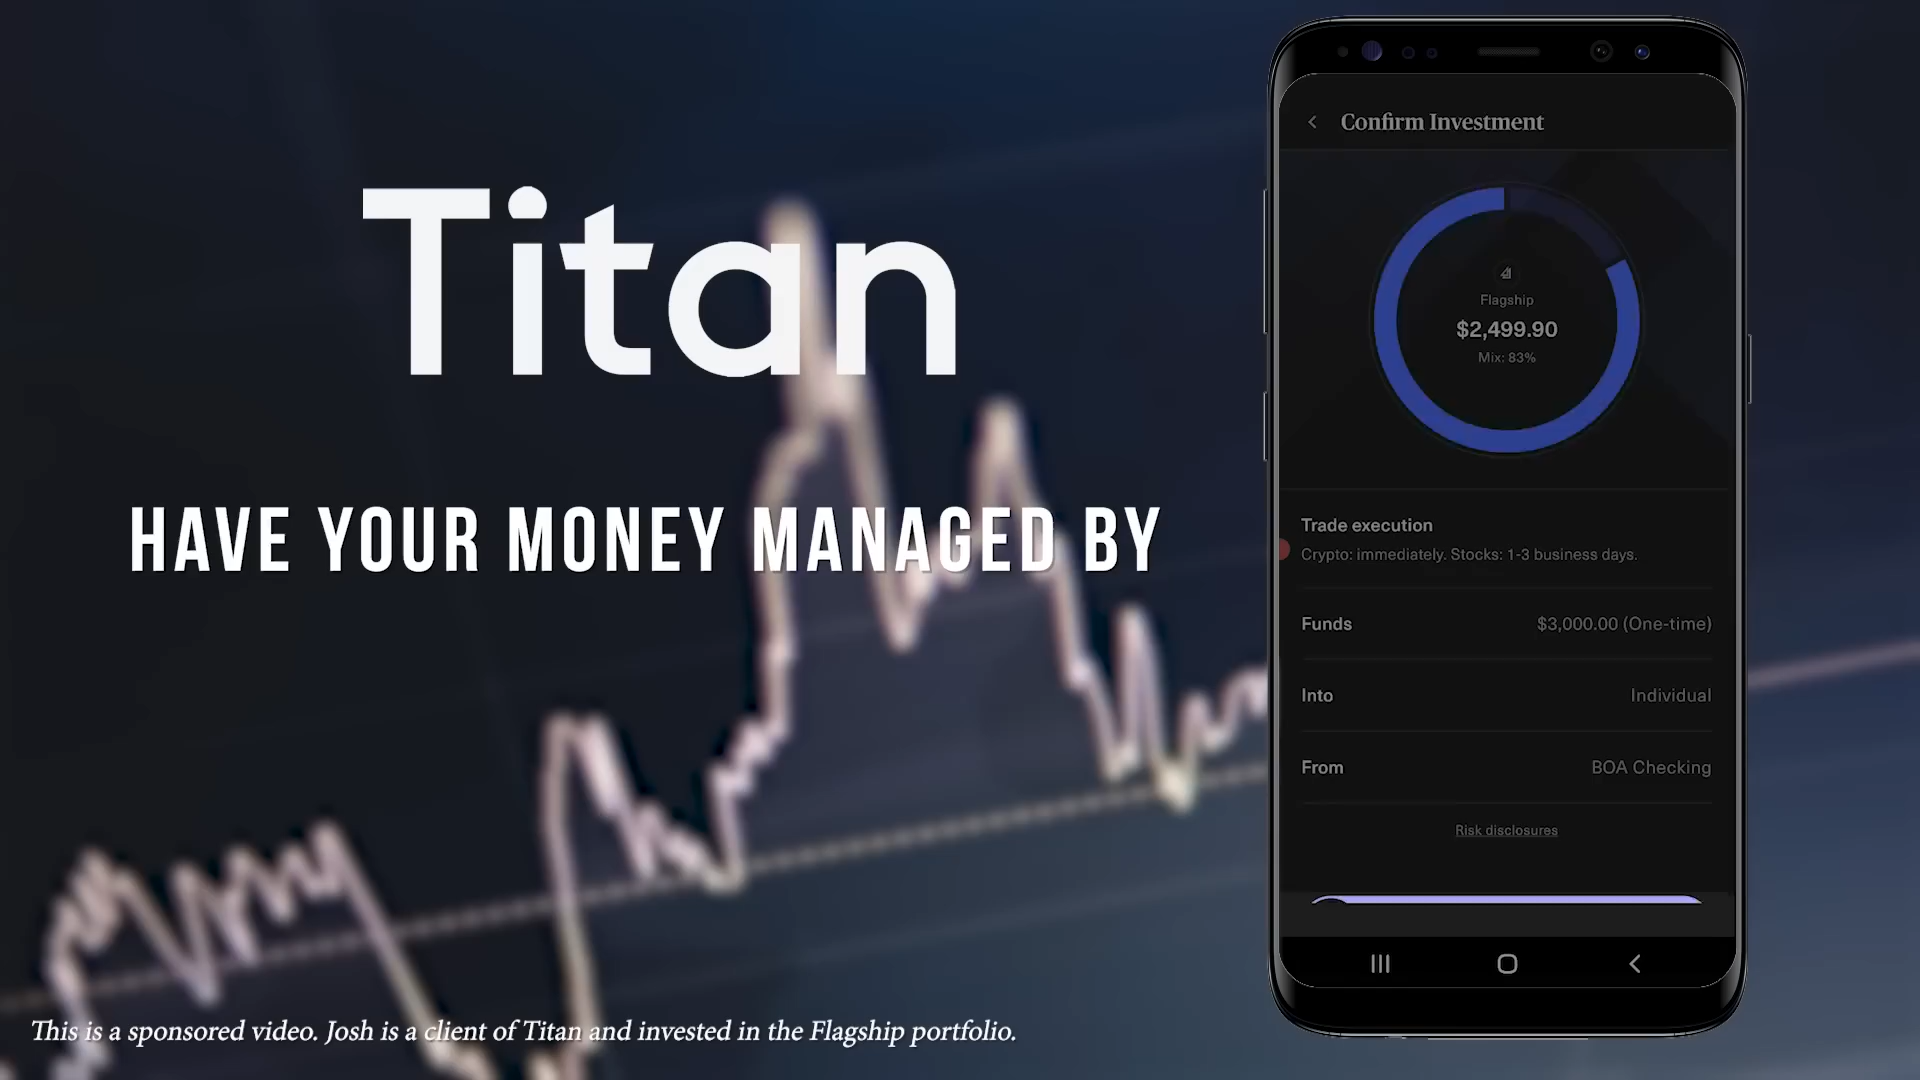 Titan
HAVE YOUR MONEY MANAGED BY
This is a sponsored video. Josh is a client of Titan and invested in the Flagship portfolio.
Confirm Investment
Flagship
$2,499.90
Mix: 83%
Trade execution
Crypto: immediately. Stocks: 1-3 business days.
Funds $3,000.00 (One-time)
Into Individual
From BOA Checking
Risk disclosures